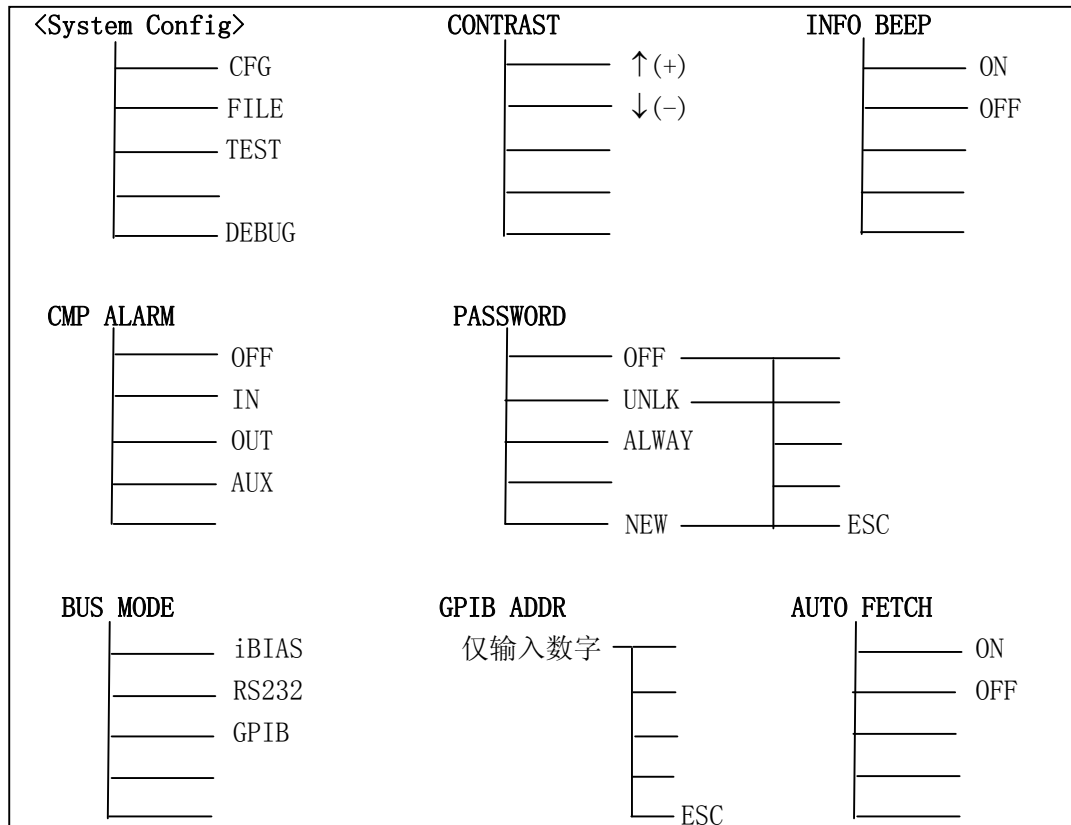 <System Config>
CFG
FILE
TEST
DEBUG
CONTRAST
↑(+)
↓(-)
INFO BEEP
ON
OFF
CMP ALARM
OFF
IN
OUT
AUX
PASSWORD
OFF
UNLK
ALWAY
NEW
ESC
BUS MODE
iBIAS
RS232
GPIB
GPIB ADDR
仅输入数字
ESC
AUTO FETCH
ON
OFF